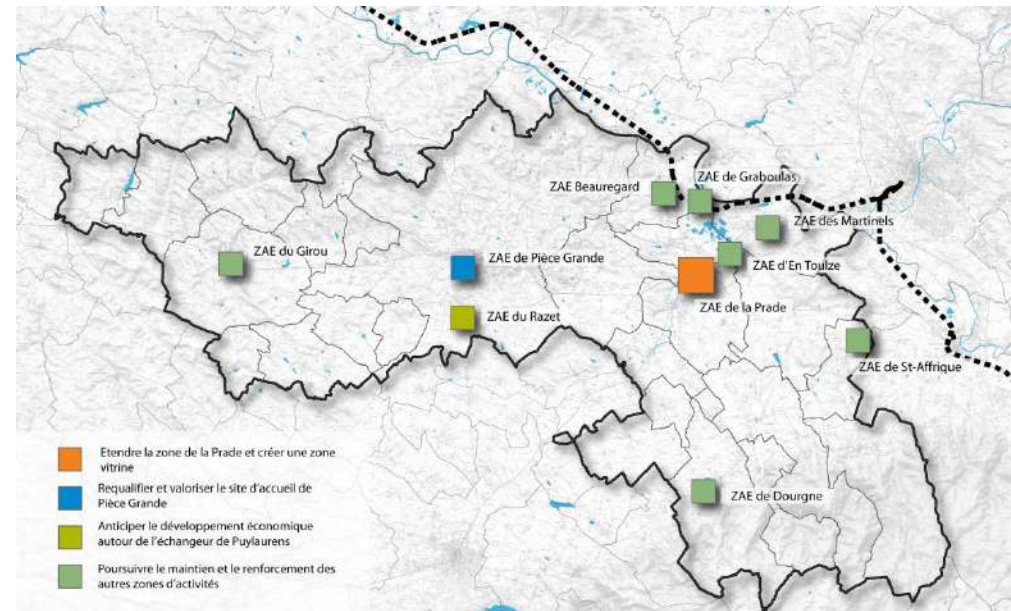 ZAE de Graboulas
ZAE Beauregard
ZAE des Martinels
ZAE du Girou
ZAE de Pièce Grande
ZAE d'En Toulze
ZAE de la Prade
ZAE du Razet
ZAE de St-Affrique
ZAE de Dourgne
Etendre la zone de la Prade et créer une zone
vitrine
Requalifier et valoriser le site d'accueil de
Pièce Grande
Anticiper le développement économique
autour de l'échangeur de Puylaurens
Poursuivre le maintien et le renforcement des
autres zones d'activités